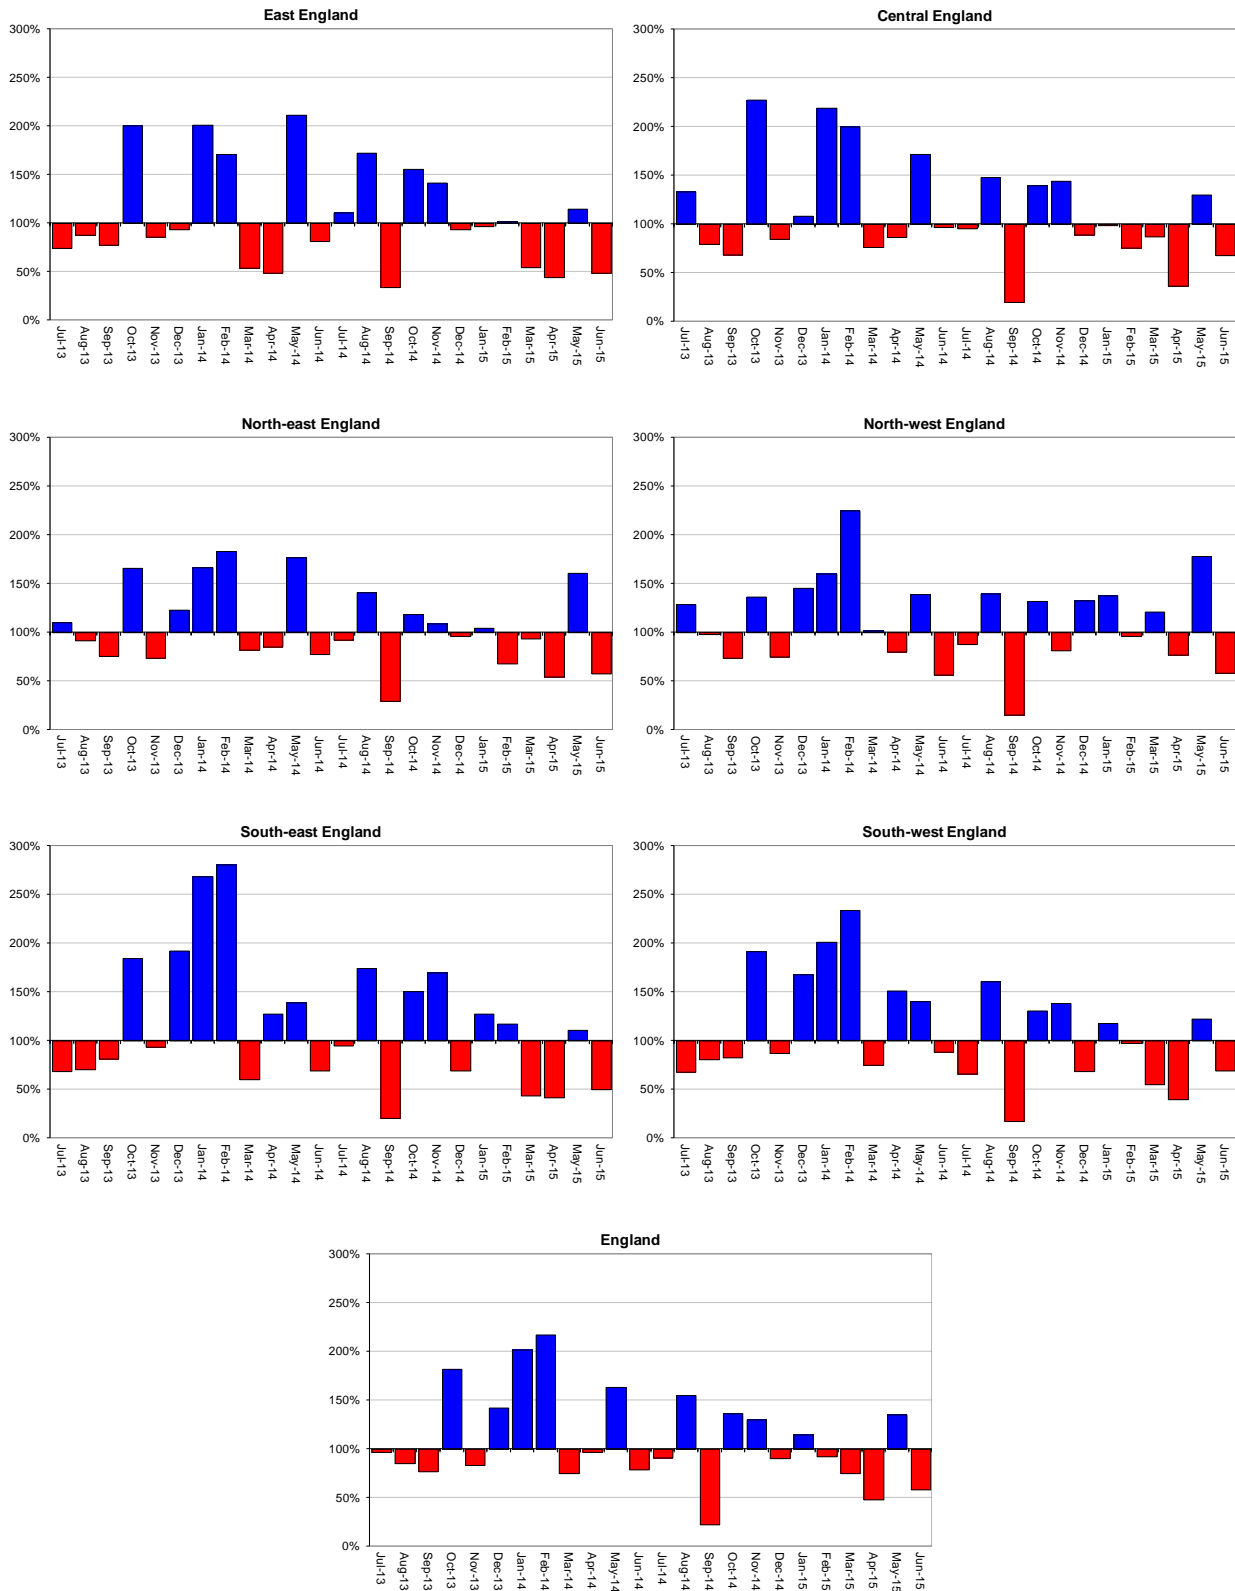 East England
300%
250%
200%
150%
100%
50%
0%
Jul-13
Aug-13
Sep-13
Oct-13
Nov-13
Dec-13
Jan-14
Feb-14
Mar-14
Apr-14
May-14
Jun-14
Jul-14
Aug-14
Sep-14
Oct-14
Nov-14
Dec-14
Jan-15
Feb-15
Mar-15
Apr-15
May-15
Jun-15
Central England
300%
250%
200%
150%
100%
50%
0%
Jul-13
Aug-13
Sep-13
Oct-13
Nov-13
Dec-13
Jan-14
Feb-14
Mar-14
Apr-14
May-14
Jun-14
Jul-14
Aug-14
Sep-14
Oct-14
Nov-14
Dec-14
Jan-15
Feb-15
Mar-15
Apr-15
May-15
Jun-15
North-east England
300%
250%
200%
150%
100%
50%
0%
Jul-13
Aug-13
Sep-13
Oct-13
Nov-13
Dec-13
Jan-14
Feb-14
Mar-14
Apr-14
May-14
Jun-14
Jul-14
Aug-14
Sep-14
Oct-14
Nov-14
Dec-14
Jan-15
Feb-15
Mar-15
Apr-15
May-15
Jun-15
North-west England
300%
250%
200%
150%
100%
50%
0%
Jul-13
Aug-13
Sep-13
Oct-13
Nov-13
Dec-13
Jan-14
Feb-14
Mar-14
Apr-14
May-14
Jun-14
Jul-14
Aug-14
Sep-14
Oct-14
Nov-14
Dec-14
Jan-15
Feb-15
Mar-15
Apr-15
May-15
Jun-15
South-east England
300%
250%
200%
150%
100%
50%
0%
Jul-13
Aug-13
Sep-13
Oct-13
Nov-13
Dec-13
Jan-14
Feb-14
Mar-14
Apr-14
May-14
Jun-14
Jul-14
Aug-14
Sep-14
Oct-14
Nov-14
Dec-14
Jan-15
Feb-15
Mar-15
Apr-15
May-15
Jun-15
South-west England
300%
250%
200%
150%
100%
50%
0%
Jul-13
Aug-13
Sep-13
Oct-13
Nov-13
Dec-13
Jan-14
Feb-14
Mar-14
Apr-14
May-14
Jun-14
Jul-14
Aug-14
Sep-14
Oct-14
Nov-14
Dec-14
Jan-15
Feb-15
Mar-15
Apr-15
May-15
Jun-15
England
300%
250%
200%
150%
100%
50%
0%
Jul-13
Aug-13
Sep-13
Oct-13
Nov-13
Dec-13
Jan-14
Feb-14
Mar-14
Apr-14
May-14
Jun-14
Jul-14
Aug-14
Sep-14
Oct-14
Nov-14
Dec-14
Jan-15
Feb-15
Mar-15
Apr-15
May-15
Jun-15